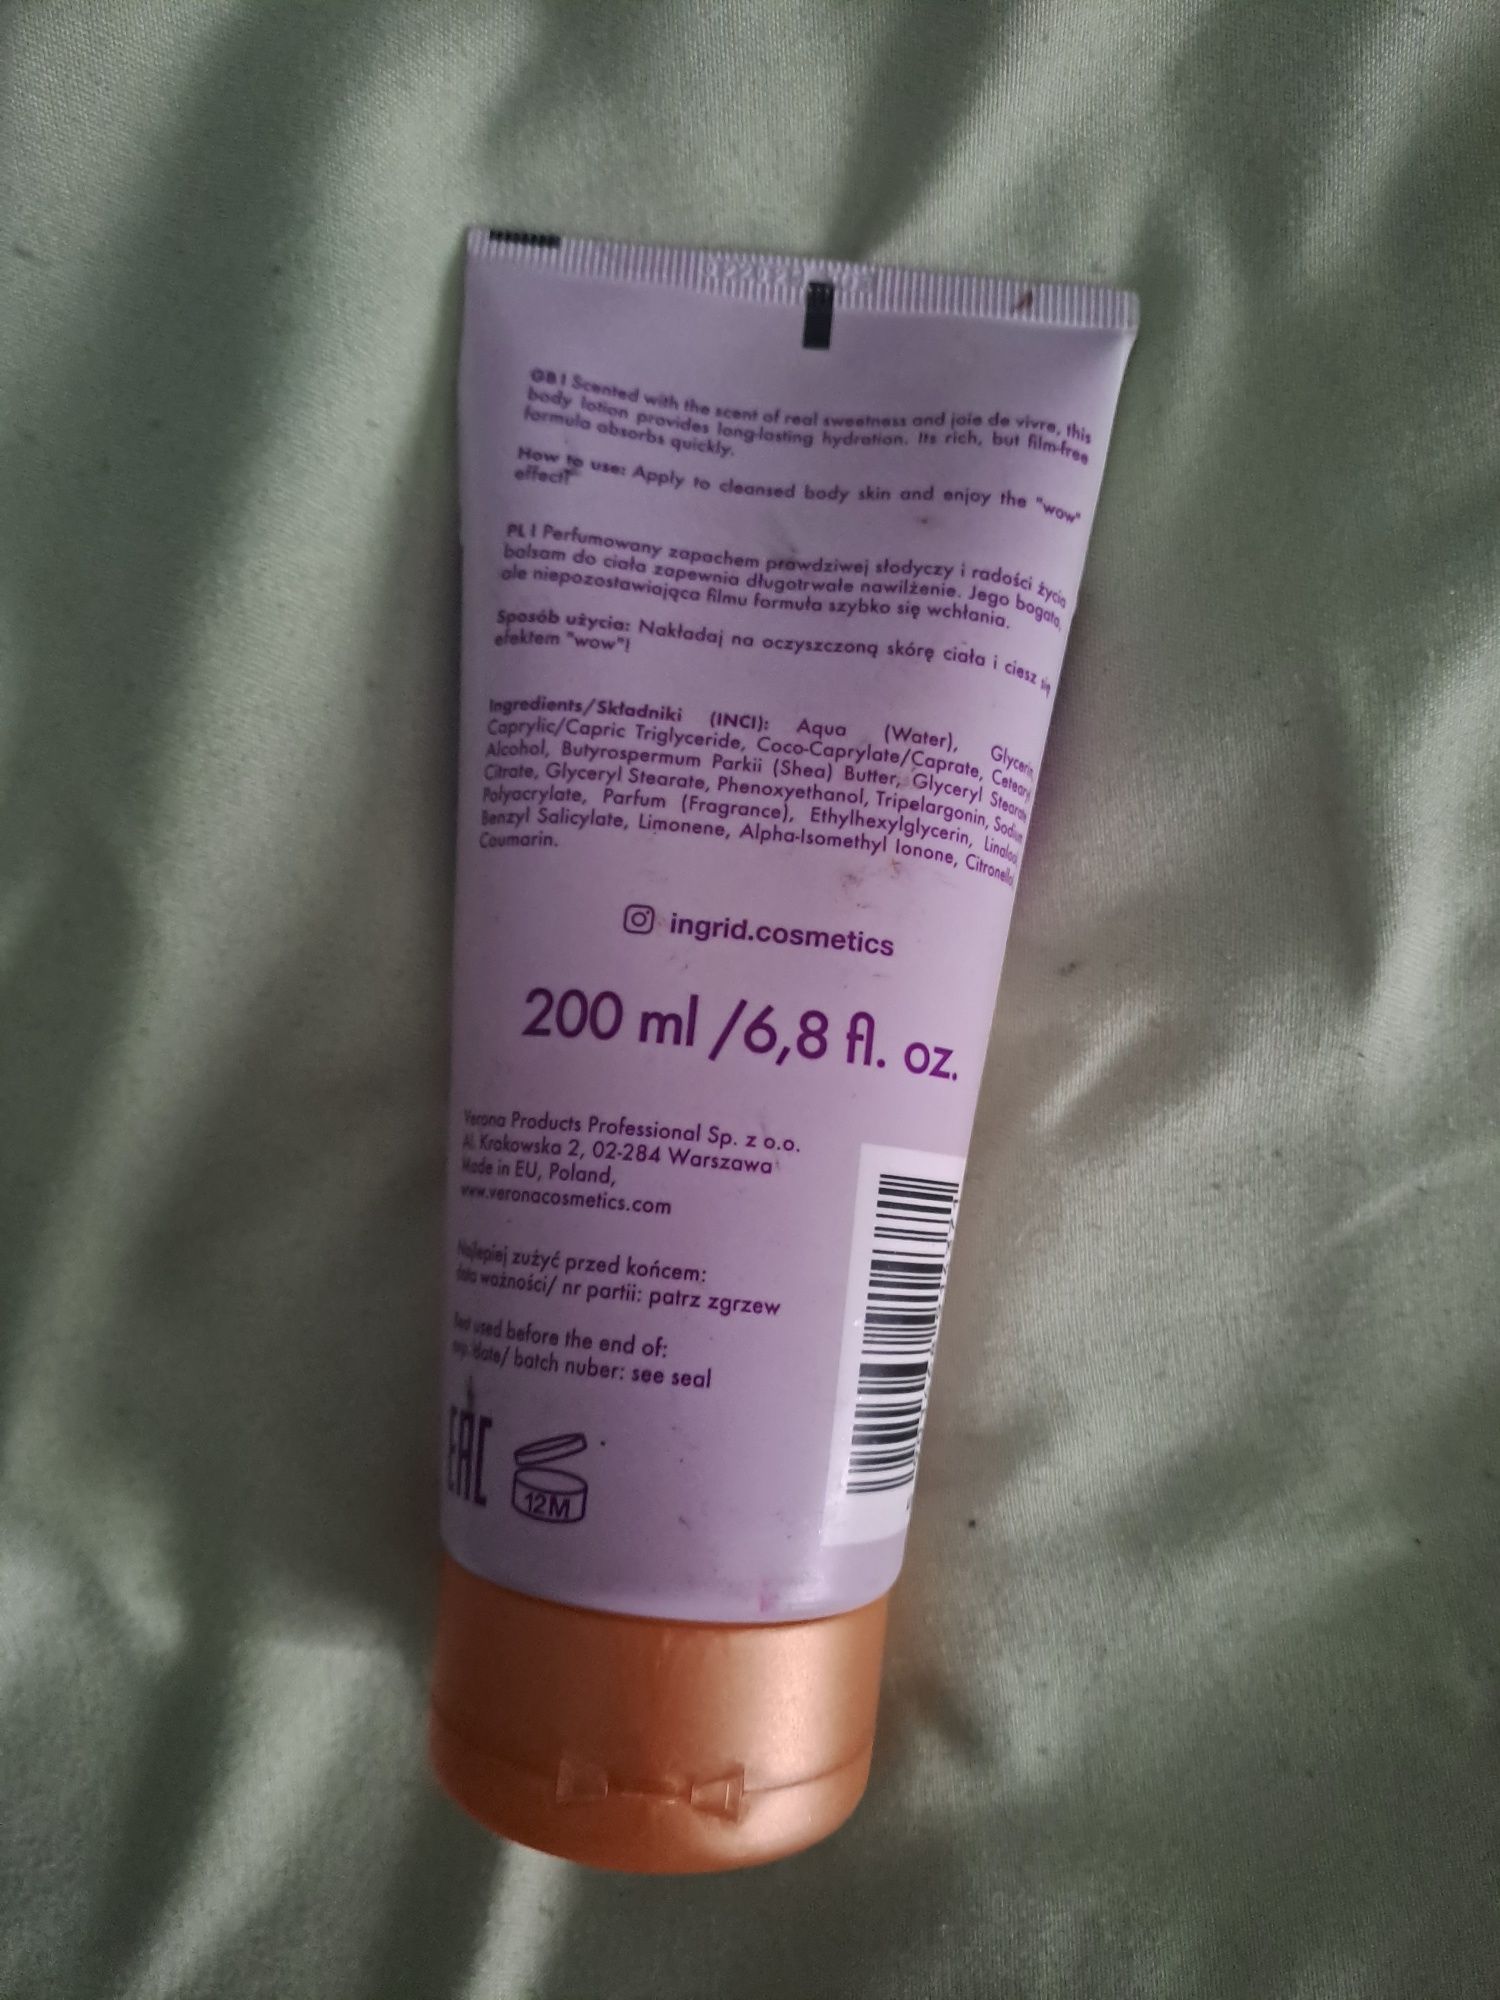 GB I Scented with the scent of real sweetness and joie de vivre, this
body lotion provides long-lasting hydration. Its rich, but film-free
formula absorbs quickly.
How to use: Apply to cleansed body skin and enjoy the "wow"
effect!
PL I Perfumowany zapachem prawdziwej słodyczy i radości życia
balsam do ciała zapewnia długotrwałe nawilżenie. Jego bogata,
ale niepozostawiająca filmu formuła szybko się wchłania.
Sposób użycia: Nakładaj na oczyszczoną skórę ciała i ciesz się
efektem "wow"!
Ingredients/Składniki (INCI): Aqua (Water), Glycerin,
Caprylic/Capric Triglyceride, Coco-Caprylate/Caprate, Cetearyl
Alcohol, Butyrospermum Parkii (Shea) Butter, Glyceryl Stearate
Citrate, Glyceryl Stearate, Phenoxyethanol, Tripelargonin, Sodium
Polyacrylate, Parfum (Fragrance), Ethylhexylglycerin, Linalool,
Benzyl Salicylate, Limonene, Alpha-Isomethyl Ionone, Citronellol,
Coumarin.
ingrid.cosmetics
200 ml /6,8 fl. oz.
Verona Products Professional Sp. z o.o.
Al. Krakowska 2, 02-284 Warszawa
Made in EU, Poland,
www.veronacosmetics.com
Najlepiej zużyć przed końcem:
data ważności/ nr partii: patrz zgrzew
Best used before the end of:
exp. date/ batch nuber: see seal
EAC
12M